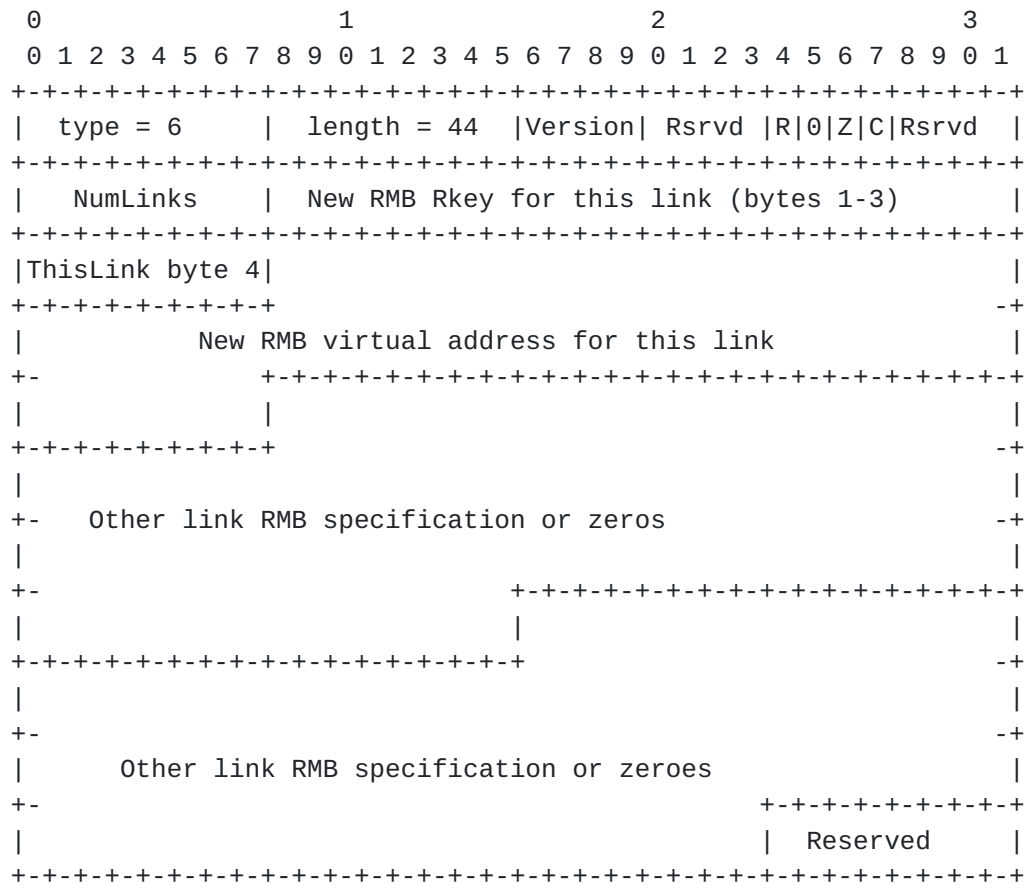 0                   1                   2                   3
 0 1 2 3 4 5 6 7 8 9 0 1 2 3 4 5 6 7 8 9 0 1 2 3 4 5 6 7 8 9 0 1
+-+-+-+-+-+-+-+-+-+-+-+-+-+-+-+-+-+-+-+-+-+-+-+-+-+-+-+-+-+-+-+-+
|  type = 6     |  length = 44  |Version| Rsrvd |R|0|Z|C|Rsrvd  |
+-+-+-+-+-+-+-+-+-+-+-+-+-+-+-+-+-+-+-+-+-+-+-+-+-+-+-+-+-+-+-+-+
|   NumLinks    |  New RMB Rkey for this link (bytes 1-3)       |
+-+-+-+-+-+-+-+-+-+-+-+-+-+-+-+-+-+-+-+-+-+-+-+-+-+-+-+-+-+-+-+-+
|ThisLink byte 4|                                               |
+-+-+-+-+-+-+-+-+                                              -+
|           New RMB virtual address for this link               |
+-              +-+-+-+-+-+-+-+-+-+-+-+-+-+-+-+-+-+-+-+-+-+-+-+-+
|               |                                               |
+-+-+-+-+-+-+-+-+                                              -+
|                                                               |
+-   Other link RMB specification or zeros                     -+
|                                                               |
+-                              +-+-+-+-+-+-+-+-+-+-+-+-+-+-+-+-+
|                               |                               |
+-+-+-+-+-+-+-+-+-+-+-+-+-+-+-+-+                              -+
|                                                               |
+-                                                             -+
|      Other link RMB specification or zeroes                   |
+-                                              +-+-+-+-+-+-+-+-+
|                                               |  Reserved     |
+-+-+-+-+-+-+-+-+-+-+-+-+-+-+-+-+-+-+-+-+-+-+-+-+-+-+-+-+-+-+-+-+